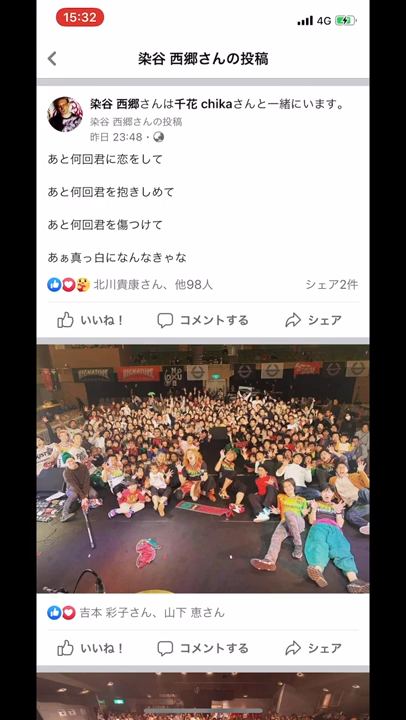 15:32
4G
染谷 西郷さんの投稿
染谷 西郷さんは千花 chikaさんと一緒にいます。
染谷 西郷さんの投稿
昨日 23:48
あと何回君に恋をして
あと何回君を抱きしめて
あと何回君を傷つけて
あぁ真っ白になんなきゃな
北川貴康さん、他98人
シェア2件
いいね！
コメントする
シェア
SIGNATURE
SIGNATURE
吉本 彩子さん、山下 恵さん
いいね！
コメントする
シェア